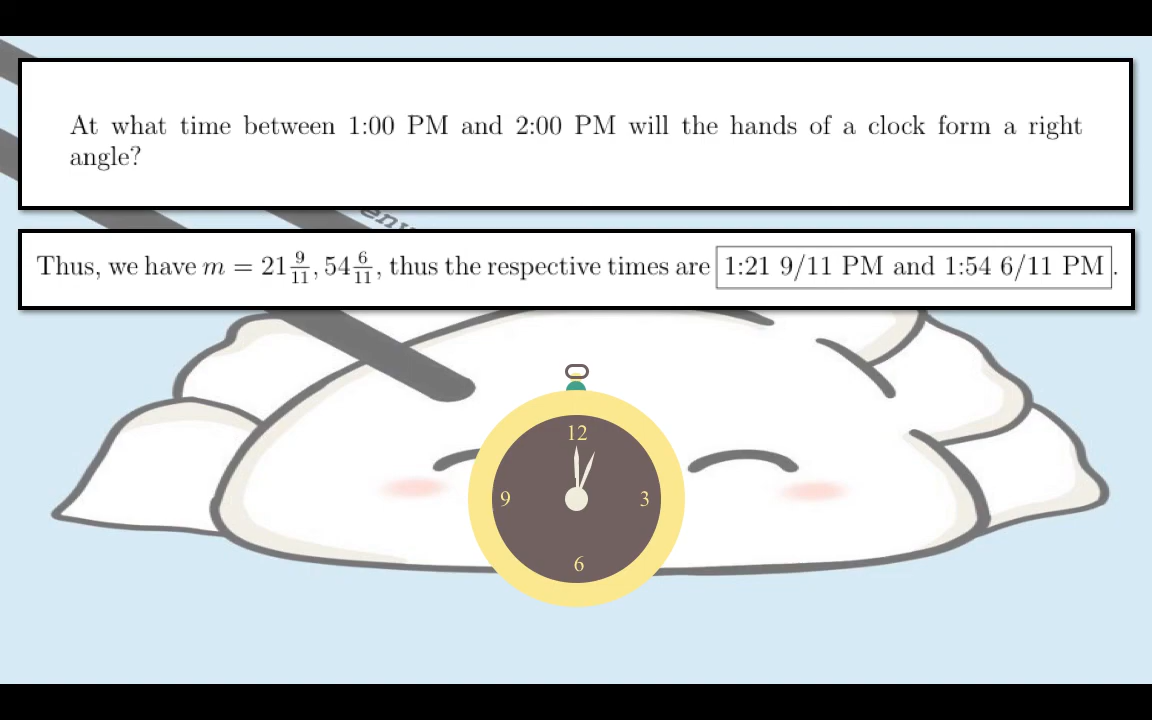 At what time between 1:00 PM and 2:00 PM will the hands of a clock form a right
angle?
Thus, we have m = 21 9/11, 54 6/11, thus the respective times are 1:21 9/11 PM and 1:54 6/11 PM.
12
9 3
6